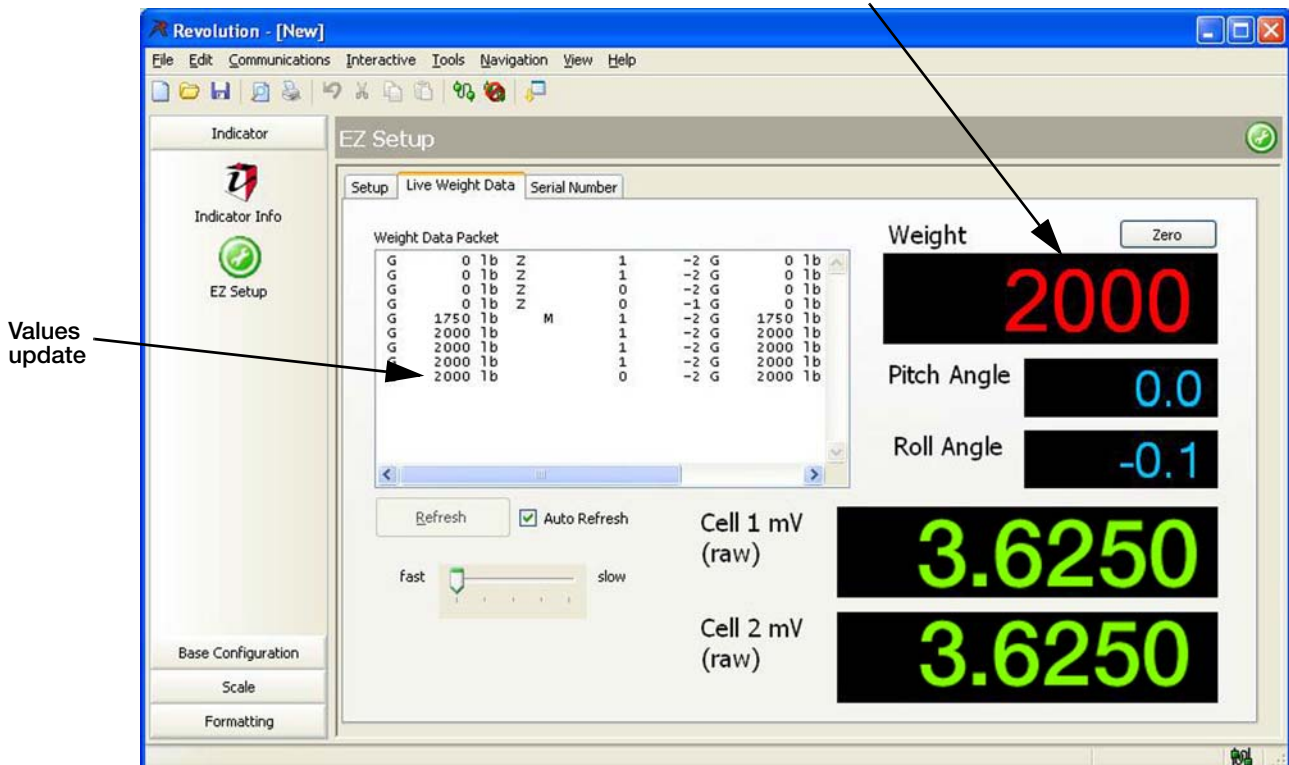 Revolution - [New]
File Edit Communications Interactive Tools Navigation View Help
Indicator
EZ Setup
Indicator Info
EZ Setup
Setup Live Weight Data Serial Number
Weight Data Packet
G 0 lb Z 1 -2 G 0 lb
G 0 lb Z 1 -2 G 0 lb
G 0 lb Z 0 -2 G 0 lb
G 0 lb Z 0 -1 G 0 lb
G 1750 lb M 1 -2 G 1750 lb
G 2000 lb 1 -2 G 2000 lb
G 2000 lb 1 -2 G 2000 lb
G 2000 lb 1 -2 G 2000 lb
2000 lb 0 -2 G 2000 lb
Values
update
Weight
Zero
2000
Pitch Angle
0.0
Roll Angle
-0.1
Refresh
Auto Refresh
fast
slow
Cell 1 mV
(raw)
3.6250
Cell 2 mV
(raw)
3.6250
Base Configuration
Scale
Formatting